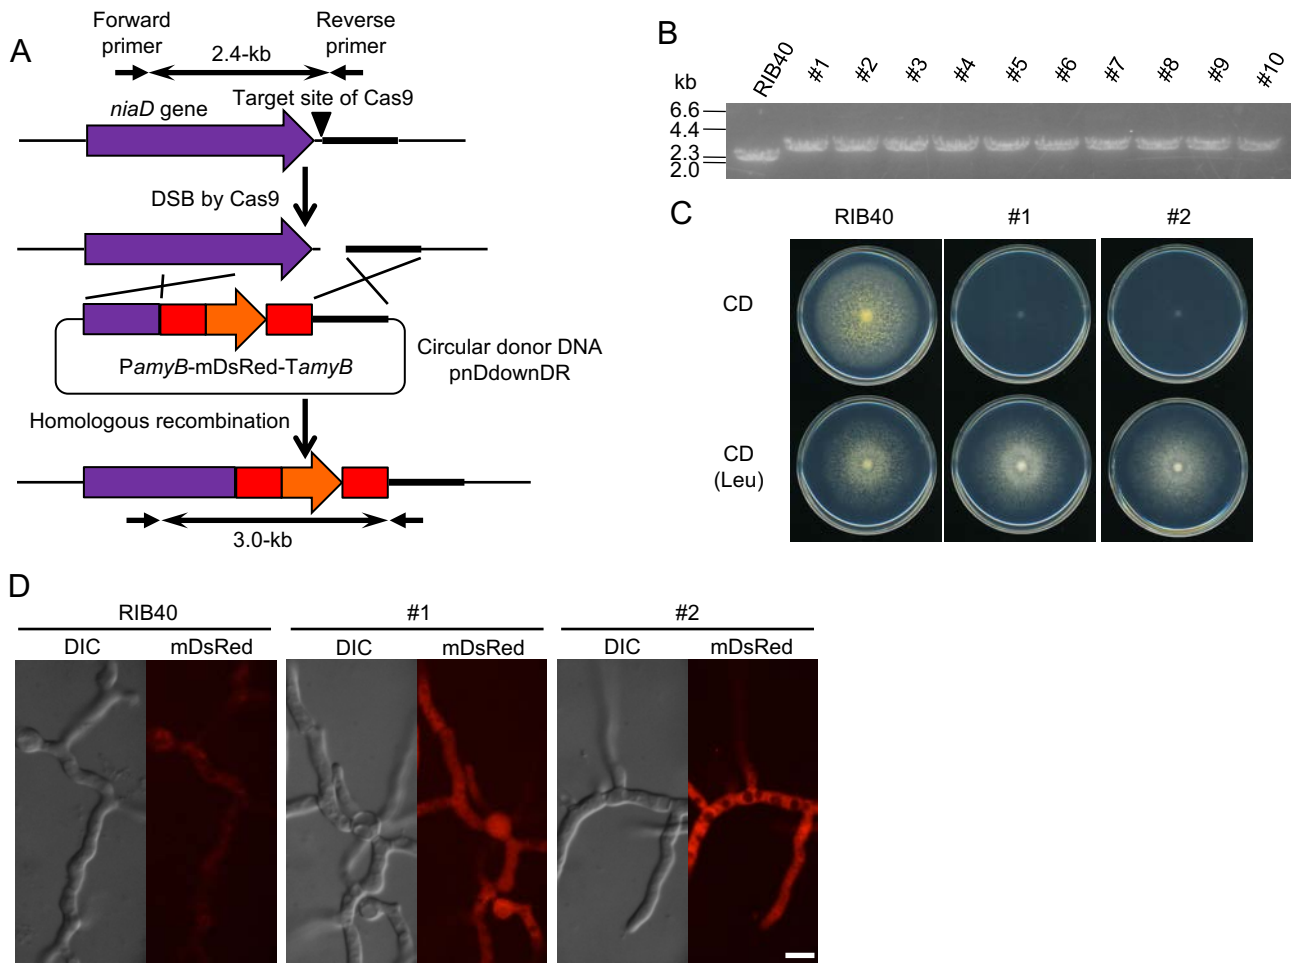 A
Forward
primer
2.4-kb
Reverse
primer
niaD gene
Target site of Cas9
DSB by Cas9
PamyB-mDsRed-TamyB
Circular donor DNA
pnDdownDR
Homologous recombination
3.0-kb
B
kb
RIB40
#1
#2
#3
#4
#5
#6
#7
#8
#9
#10
6.6
4.4
2.3
2.0
C
RIB40
#1
#2
CD
CD
(Leu)
D
RIB40
#1
#2
DIC
mDsRed
DIC
mDsRed
DIC
mDsRed